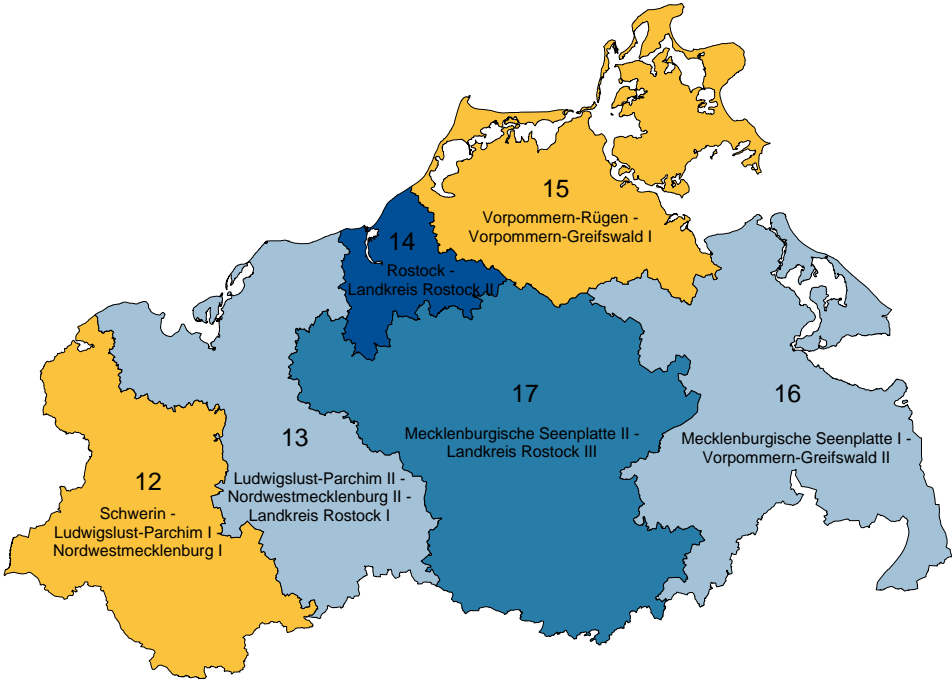 15
Vorpommern-Rügen -
Vorpommern-Greifswald I
14
Rostock -
Landkreis Rostock II
17
Mecklenburgische Seenplatte II -
Landkreis Rostock III
16
Mecklenburgische Seenplatte I -
Vorpommern-Greifswald II
13
Ludwigslust-Parchim II -
Nordwestmecklenburg II -
Landkreis Rostock I
12
Schwerin -
Ludwigslust-Parchim I -
Nordwestmecklenburg I